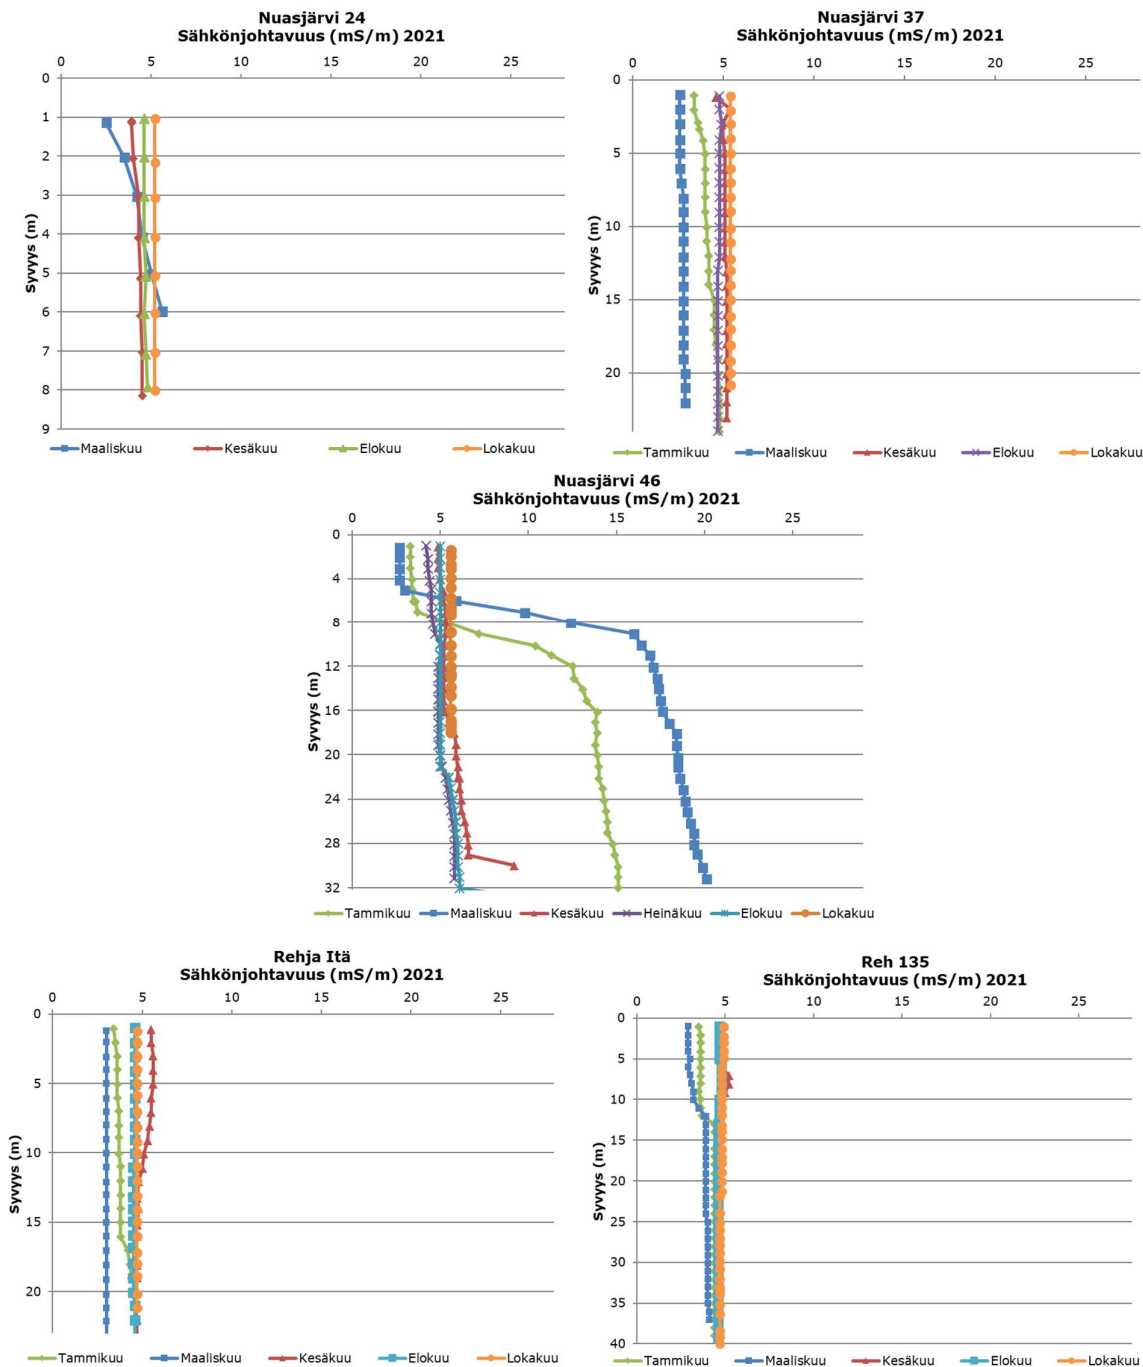 Nuasjärvi 24
Sähkönjohtavuus (mS/m) 2021
0 5 10 15 20 25
0
1
2
3
4
5
6
7
8
9
Syvyys (m)
Maaliskuu Kesäkuu Elokuu Lokakuu
Nuasjärvi 37
Sähkönjohtavuus (mS/m) 2021
0 5 10 15 20 25
0
5
10
15
20
Syvyys (m)
Tammikuu Maaliskuu Kesäkuu Elokuu Lokakuu
Nuasjärvi 46
Sähkönjohtavuus (mS/m) 2021
0 5 10 15 20 25
0
4
8
12
16
20
24
28
32
Syvyys (m)
Tammikuu Maaliskuu Kesäkuu Heinäkuu Elokuu Lokakuu
Rehja Itä
Sähkönjohtavuus (mS/m) 2021
0 5 10 15 20 25
0
5
10
15
20
Syvyys (m)
Tammikuu Maaliskuu Kesäkuu Elokuu Lokakuu
Reh 135
Sähkönjohtavuus (mS/m) 2021
0 5 10 15 20 25
0
5
10
15
20
25
30
35
40
Syvyys (m)
Tammikuu Maaliskuu Kesäkuu Elokuu Lokakuu